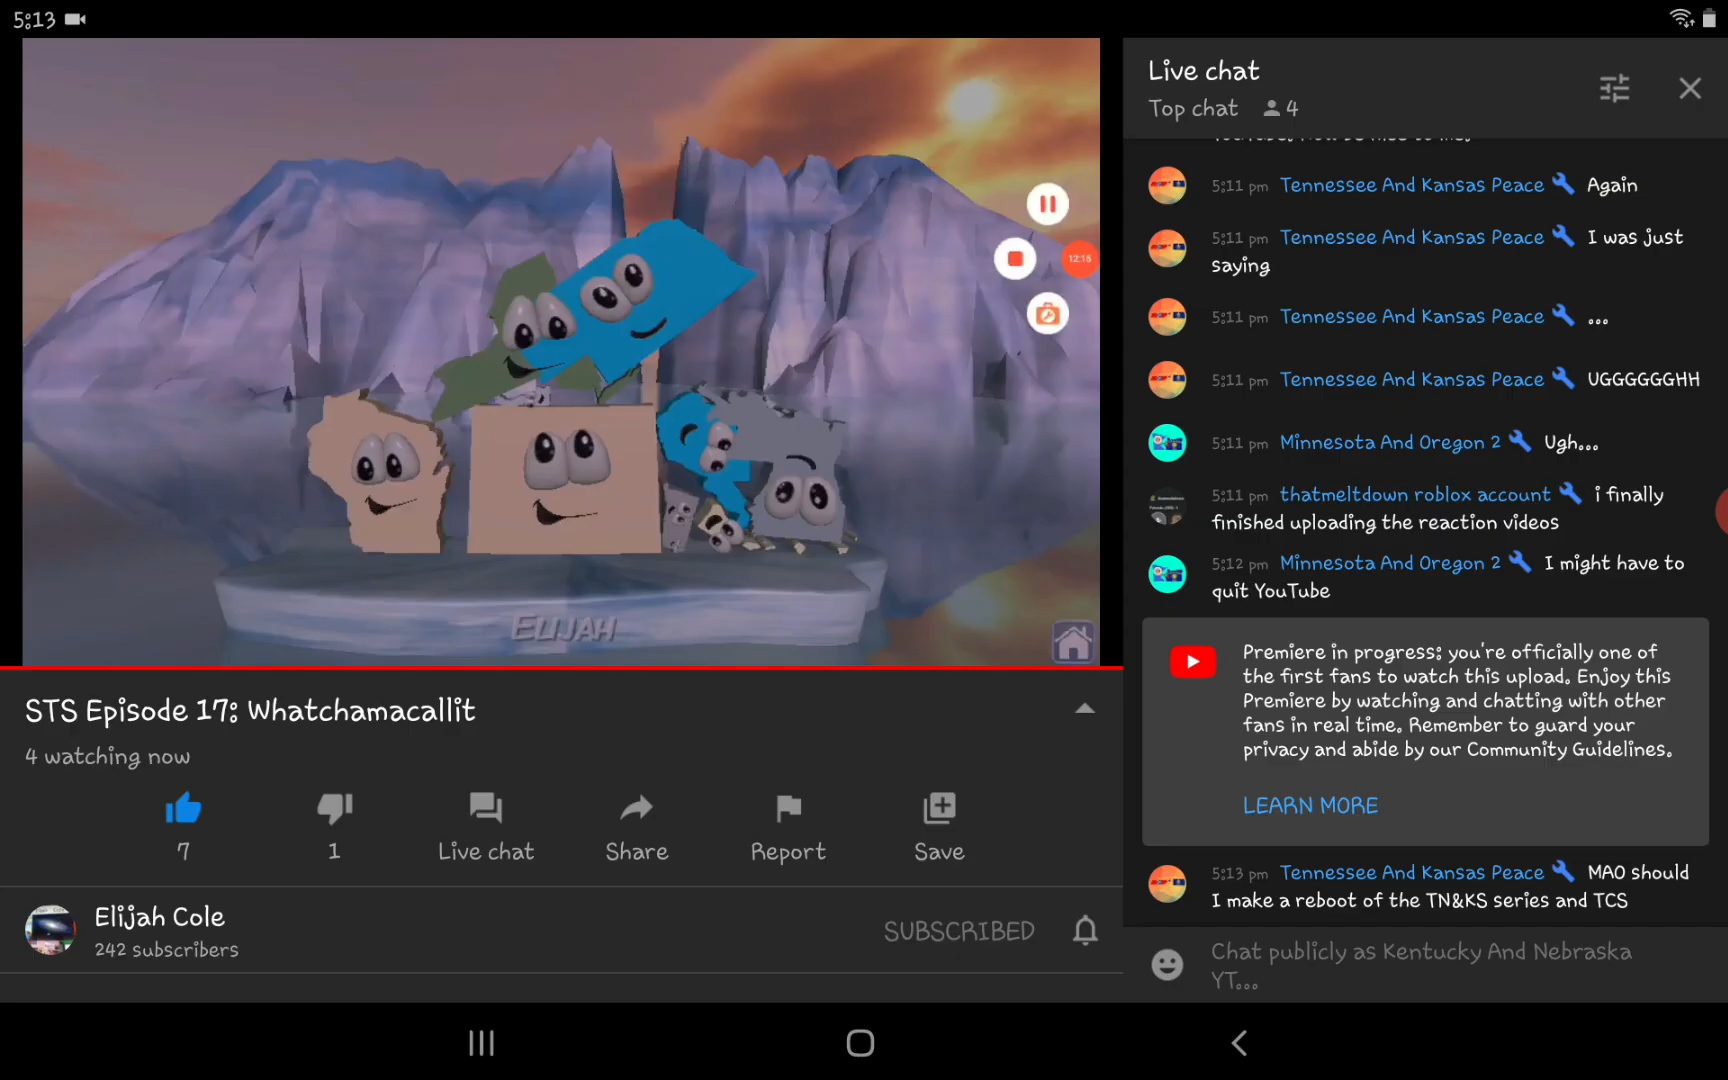 5:13
Live chat
Top chat 4
5:11 pm Tennessee And Kansas Peace Again
5:11 pm Tennessee And Kansas Peace I was just
saying
5:11 pm Tennessee And Kansas Peace ...
5:11 pm Tennessee And Kansas Peace UGGGGGGHH
5:11 pm Minnesota And Oregon 2 Ugh...
5:11 pm thatmeltdown roblox account i finally
finished uploading the reaction videos
5:12 pm Minnesota And Oregon 2 I might have to
quit YouTube
Premiere in progress: you're officially one of
the first fans to watch this upload. Enjoy this
Premiere by watching and chatting with other
fans in real time. Remember to guard your
privacy and abide by our Community Guidelines.
LEARN MORE
5:13 pm Tennessee And Kansas Peace MAO should
I make a reboot of the TN&KS series and TCS
Chat publicly as Kentucky And Nebraska
YT...
12:15
ELIJAH
STS Episode 17: Whatchamacallit
4 watching now
7
1
Live chat
Share
Report
Save
Elijah Cole
242 subscribers
SUBSCRIBED